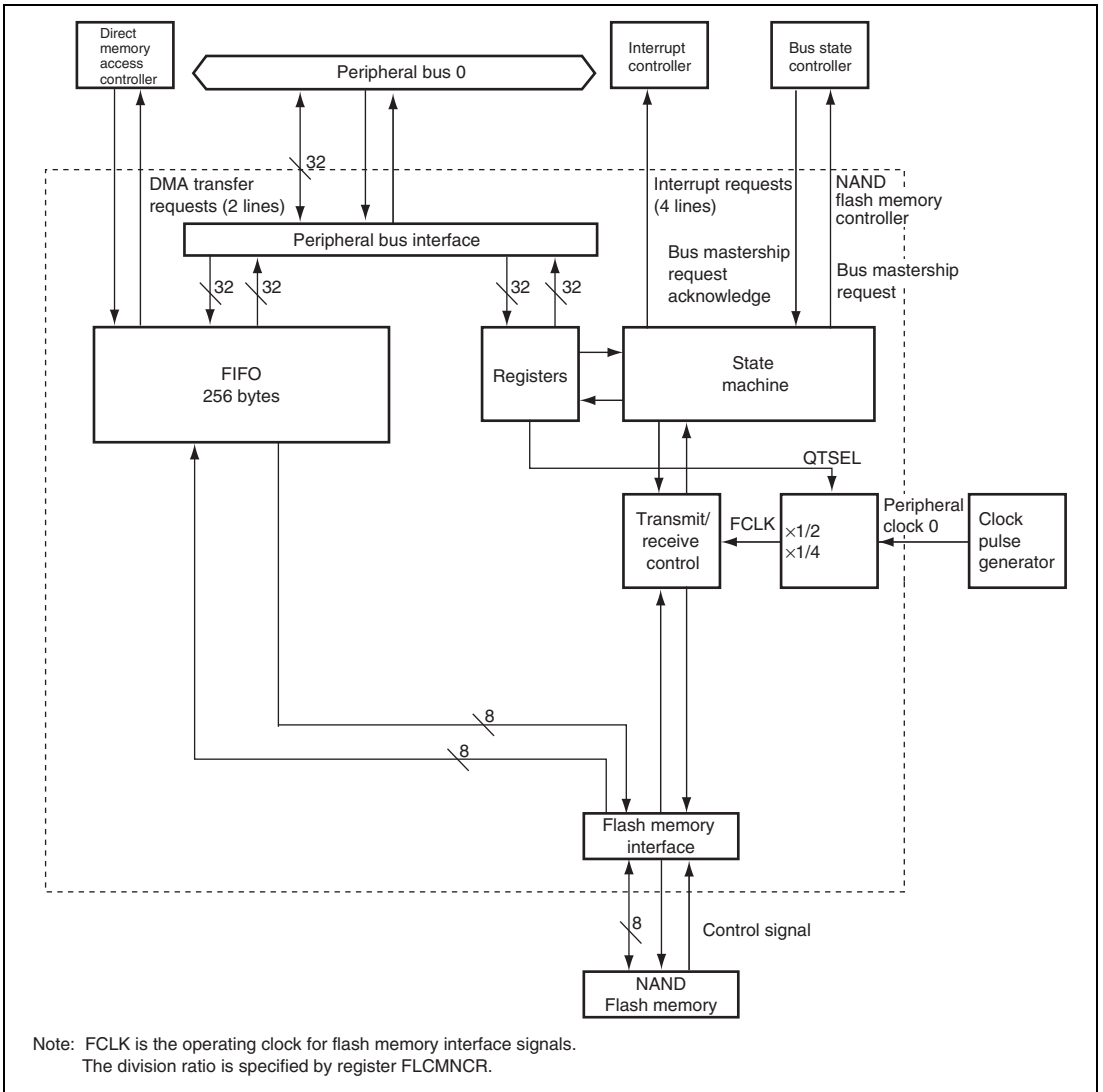 Direct
memory
access
controller
Peripheral bus 0
Interrupt
controller
Bus state
controller
32
DMA transfer
requests (2 lines)
Interrupt requests
(4 lines)
NAND
flash memory
controller
Peripheral bus interface
Bus mastership
request
acknowledge
Bus mastership
request
32
32
32
32
FIFO
256 bytes
Registers
State
machine
QTSEL
Transmit/
receive
control
FCLK
×1/2
×1/4
Peripheral
clock 0
Clock
pulse
generator
8
8
Flash memory
interface
8
Control signal
NAND
Flash memory
Note: FCLK is the operating clock for flash memory interface signals.
The division ratio is specified by register FLCMNCR.